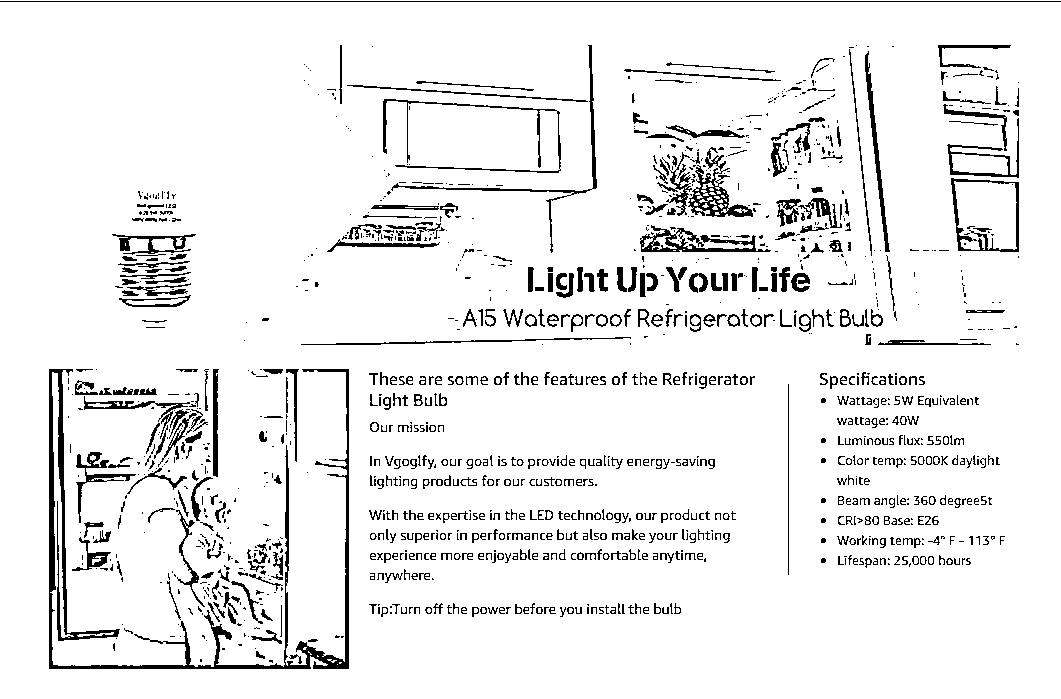 Vgoglfy
Light Up Your Life
A15 Waterproof Refrigerator Light Bulb
These are some of the features of the Refrigerator
Light Bulb
Our mission
In Vgoglfy, our goal is to provide quality energy-saving
lighting products for our customers.
With the expertise in the LED technology, our product not
only superior in performance but also make your lighting
experience more enjoyable and comfortable anytime,
anywhere.
Tip:Turn off the power before you install the bulb
Specifications
• Wattage: 5W Equivalent
wattage: 40W
• Luminous flux: 550lm
• Color temp: 5000K daylight
white
• Beam angle: 360 degree5t
• CRI>80 Base: E26
• Working temp: -4° F - 113° F
• Lifespan: 25,000 hours